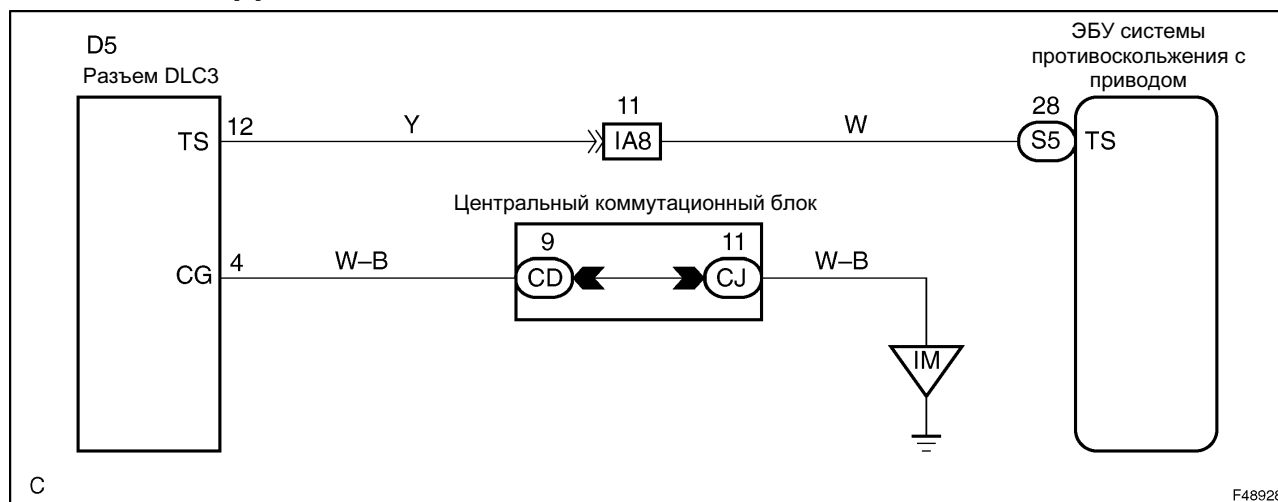 D5
Разъем DLC3
ЭБУ системы
противоскольжения с
приводом
TS
12
Y
11
IA8
W
28
S5
TS
Центральный коммутационный блок
CG
4
W–B
9
CD
11
CJ
W–B
IM
C
F48928